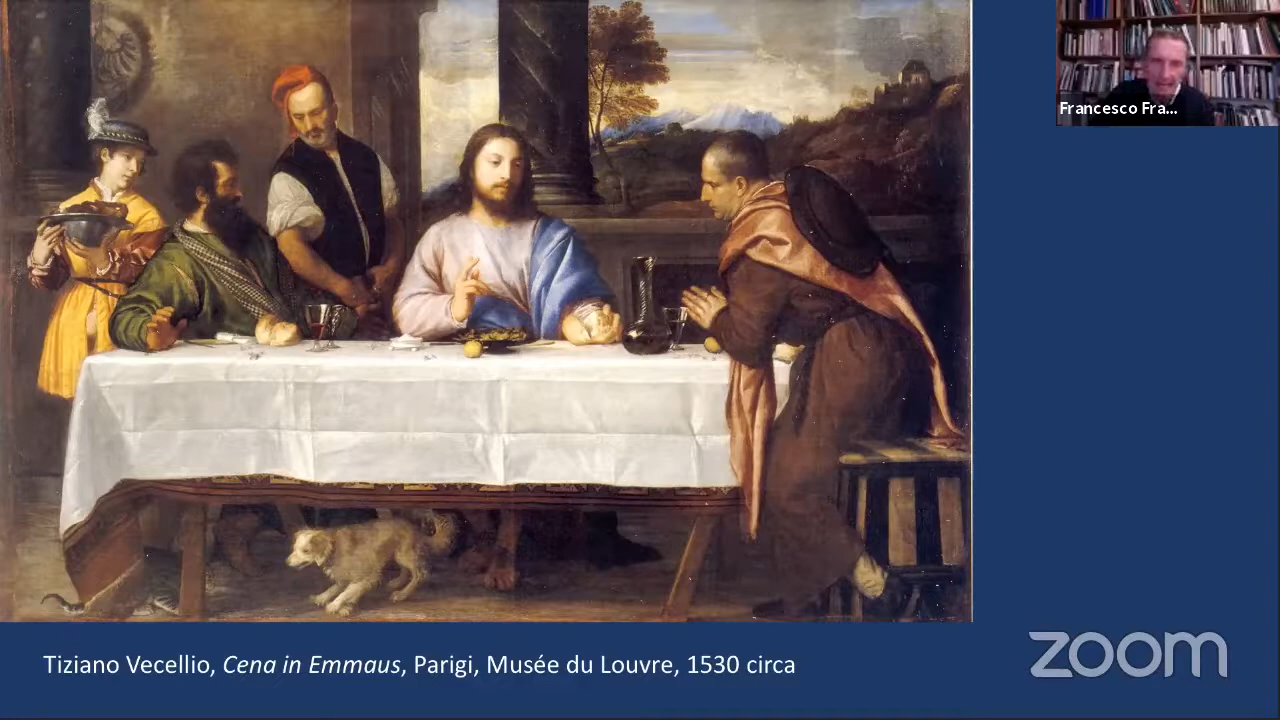 Francesco Fra...
Tiziano Vecellio, Cena in Emmaus, Parigi, Musée du Louvre, 1530 circa
zoom